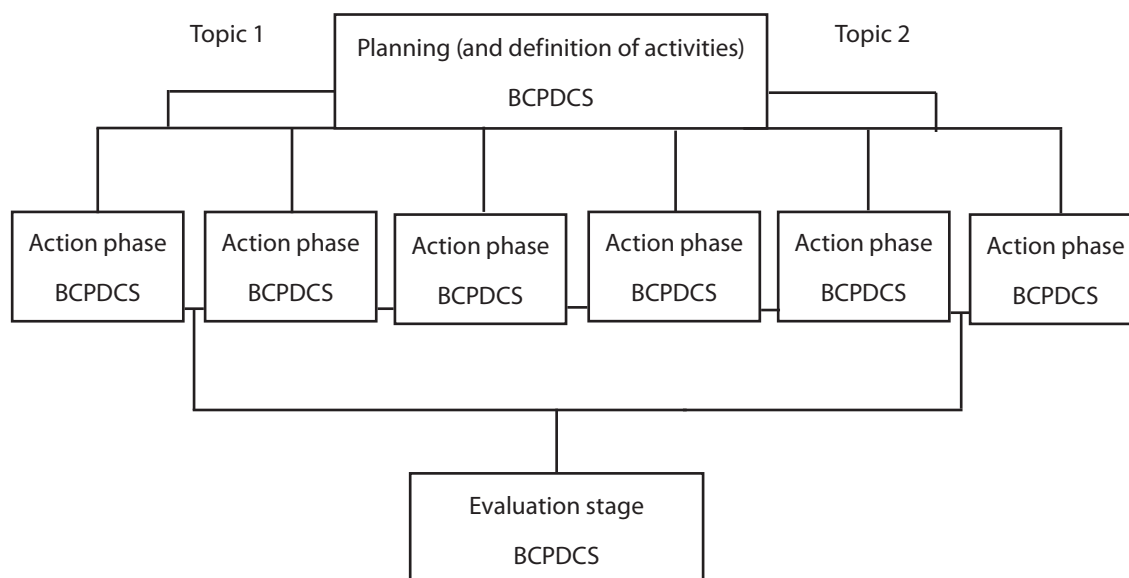 Topic 1
Planning (and definition of activities)
BCPDCS
Topic 2
Action phase
BCPDCS
Action phase
BCPDCS
Action phase
BCPDCS
Action phase
BCPDCS
Action phase
BCPDCS
Action phase
BCPDCS
Evaluation stage
BCPDCS